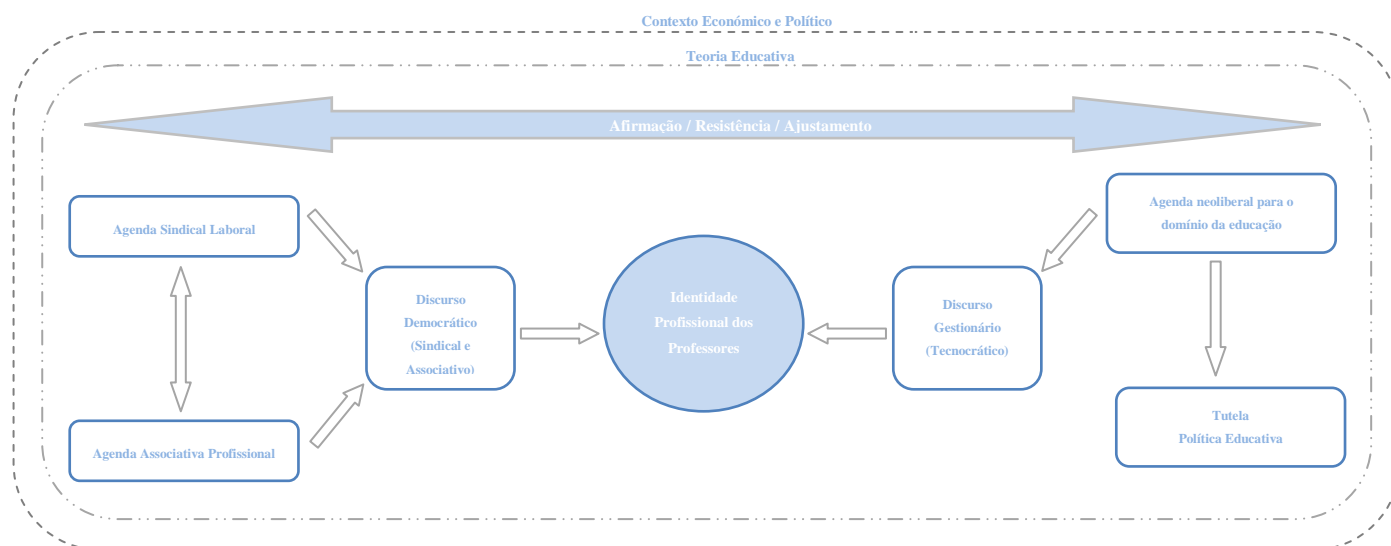 Contexto Económico e Político
Teoria Educativa
Afirmação / Resistência / Ajustamento
Agenda Sindical Laboral
Agenda Associativa Profissional
Discurso
Democrático
(Sindical e
Associativo)
Identidade
Profissional dos
Professores
Discurso
Gestionário
(Tecnocrático)
Agenda neoliberal para o
domínio da educação
Tutela
Política Educativa